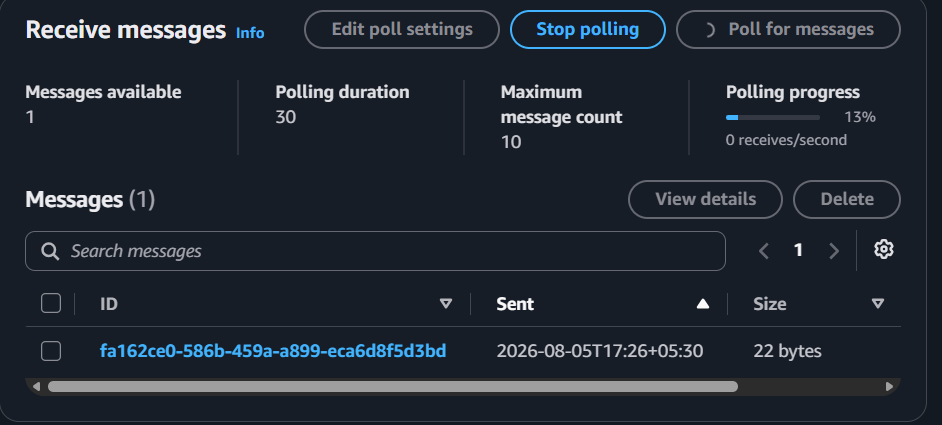 Receive messages Info Edit poll settings Stop polling Poll for messages
Messages available Polling duration Maximum message count Polling progress
1 30 10 13%
0 receives/second
Messages (1) View details Delete
Search messages 1
ID Sent Size
fa162ce0-586b-459a-a899-eca6d8f5d3bd 2026-08-05T17:26+05:30 22 bytes